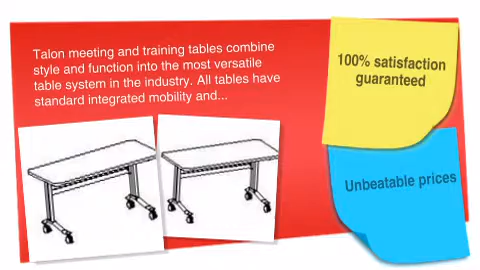 Talon meeting and training tables combine
style and function into the most versatile
table system in the industry. All tables have
standard integrated mobility and...
100% satisfaction
guaranteed
Unbeatable prices